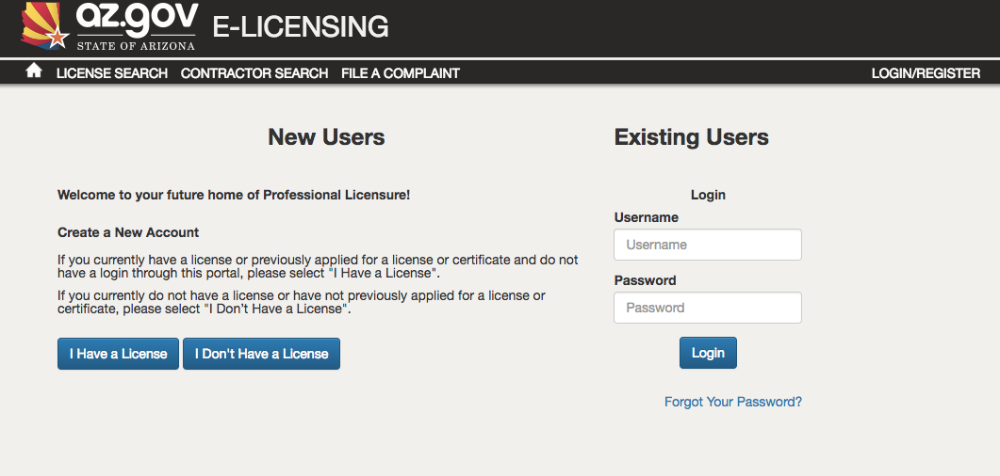 az.gov
STATE OF ARIZONA
E-LICENSING
LICENSE SEARCH CONTRACTOR SEARCH FILE A COMPLAINT LOGIN/REGISTER
New Users
Welcome to your future home of Professional Licensure!
Create a New Account
If you currently have a license or previously applied for a license or certificate and do not
have a login through this portal, please select "I Have a License".
If you currently do not have a license or have not previously applied for a license or
certificate, please select "I Don't Have a License".
I Have a License I Don't Have a License
Existing Users
Login
Username
Username
Password
Password
Login
Forgot Your Password?